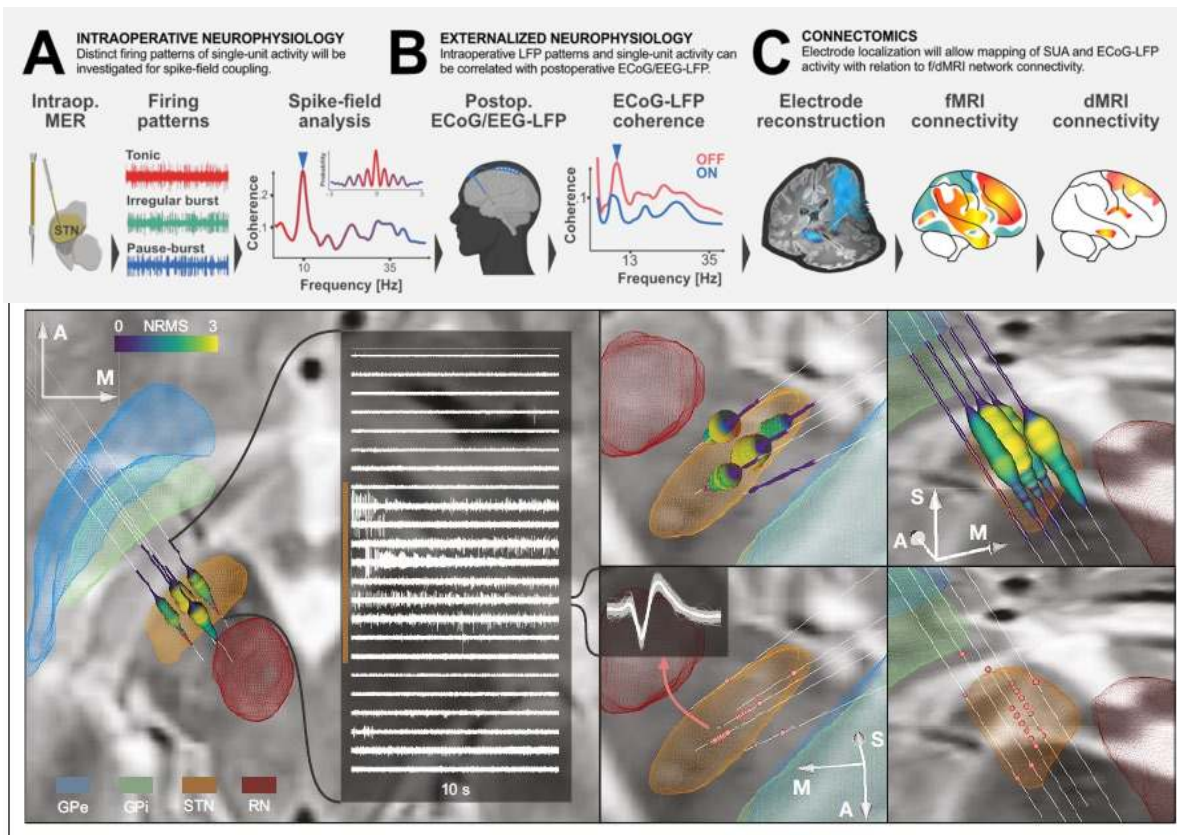 A INTRAOPERATIVE NEUROPHYSIOLOGY
Distinct firing patterns of single-unit activity will be
investigated for spike-field coupling.
B EXTERNALIZED NEUROPHYSIOLOGY
Intraoperative LFP patterns and single-unit activity can
be correlated with postoperative ECoG/EEG-LFP.
C CONNECTOMICS
Electrode localization will allow mapping of SUA and ECoG-LFP
activity with relation to f/dMRI network connectivity.
Intraop.
MER
STN
Firing
patterns
Tonic
Irregular burst
Pause-burst
Spike-field
analysis
Coherence
2
1
Probability
0
10
35
Frequency [Hz]
Postop.
ECoG/EEG-LFP
ECoG-LFP
coherence
OFF
ON
Coherence
1
13
35
Frequency [Hz]
Electrode
reconstruction
fMRI
connectivity
dMRI
connectivity
A
M
0 NRMS 3
10 s
GPe
GPi
STN
RN
S
A
M
S
M
A